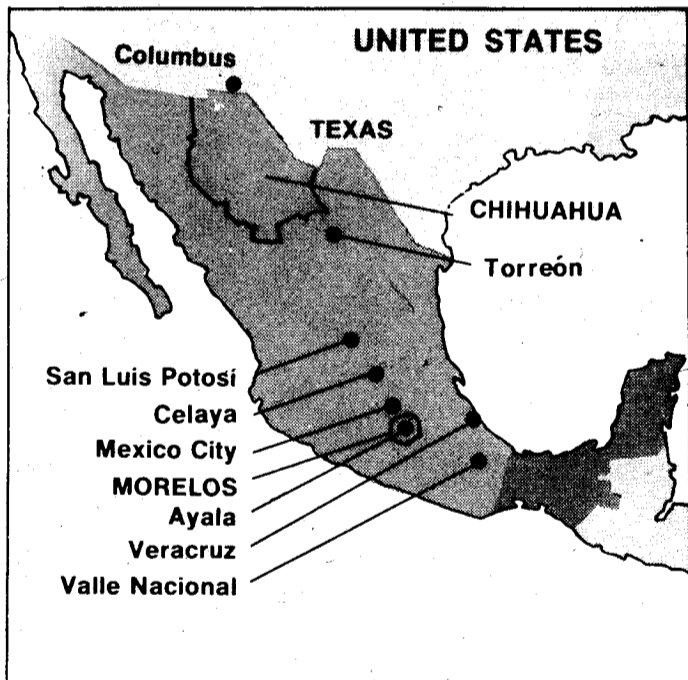 UNITED STATES
Columbus
TEXAS
CHIHUAHUA
Torreón
San Luis Potosí
Celaya
Mexico City
MORELOS
Ayala
Veracruz
Valle Nacional